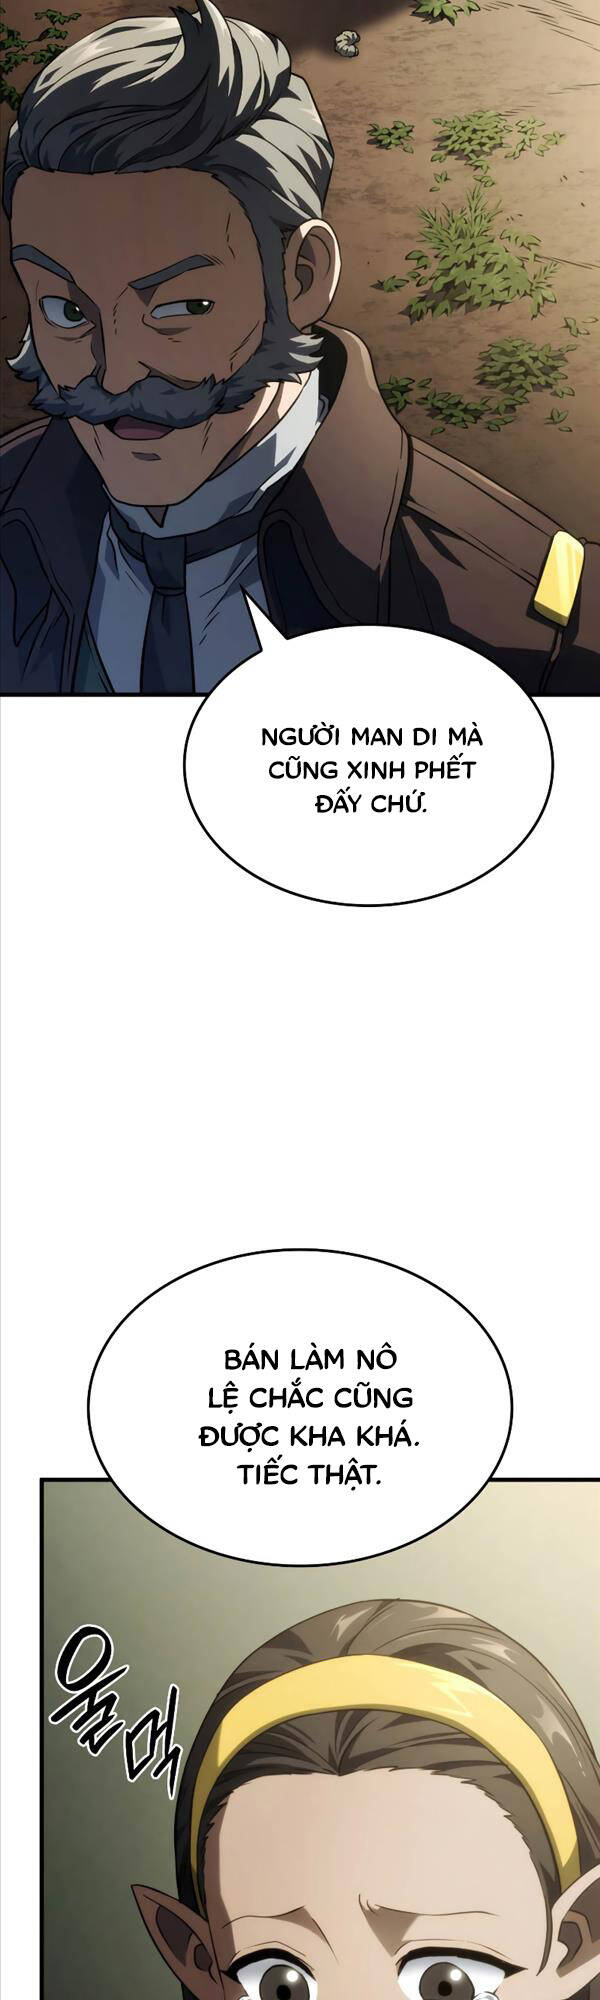 NGƯỜI MAN DI MÀ
CŨNG XINH PHẾT
ĐẤY CHỨ.
BÁN LÀM NÔ
LỆ CHẮC CŨNG
ĐƯỢC KHA KHÁ.
TIẾC THẬT.
울먹